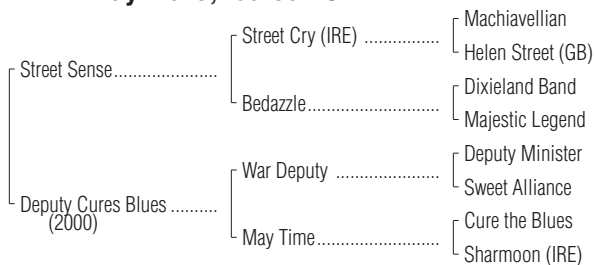 Machiavellian
Street Cry (IRE) ................
Helen Street (GB)
Street Sense......................
Dixieland Band
Bedazzle............................
Majestic Legend
Deputy Minister
War Deputy ......................
Sweet Alliance
Deputy Cures Blues ..........
(2000)
Cure the Blues
May Time..........................
Sharmoon (IRE)